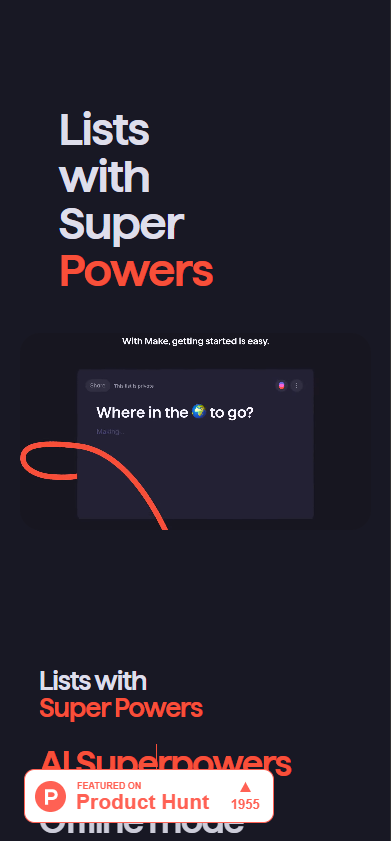 Lists
with
Super
Powers
With Make, getting started is easy.
Share This list is private
Where in the 🌍 to go?
Making...
Lists with
Super Powers
AI Superpowers
FEATURED ON
Product Hunt
1955
Offline mode